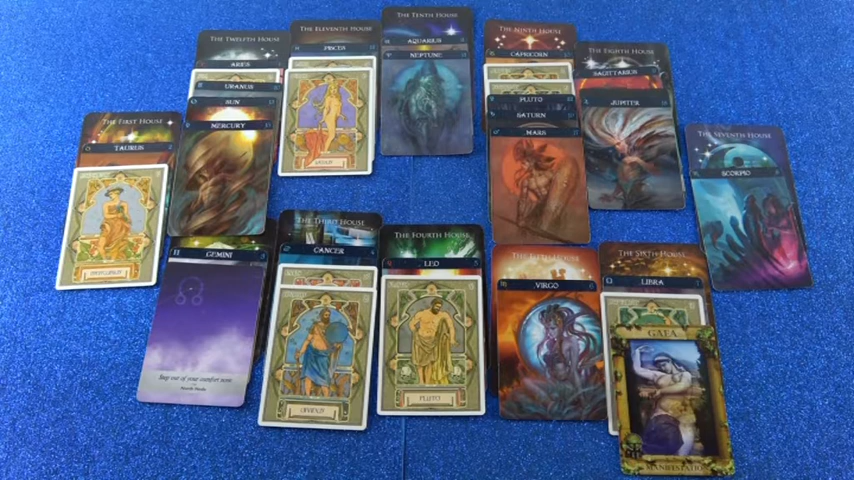 THE TWELFTH HOUSE
ARIES
URANUS
SUN
MERCURY
THE ELEVENTH HOUSE
PISCES
THE TENTH HOUSE
AQUARIUS
NEPTUNE
THE NINTH HOUSE
CAPRICORN
PLUTO
SATURN
MARS
THE EIGHTH HOUSE
SAGITTARIUS
JUPITER
THE SEVENTH HOUSE
SCORPIO
THE FIRST HOUSE
TAURUS
GEMINI
Step out of your comfort zone.
THE THIRD HOUSE
CANCER
THE FOURTH HOUSE
LEO
PLUTO
THE FIFTH HOUSE
VIRGO
THE SIXTH HOUSE
LIBRA
GAEA
MANIFESTATION